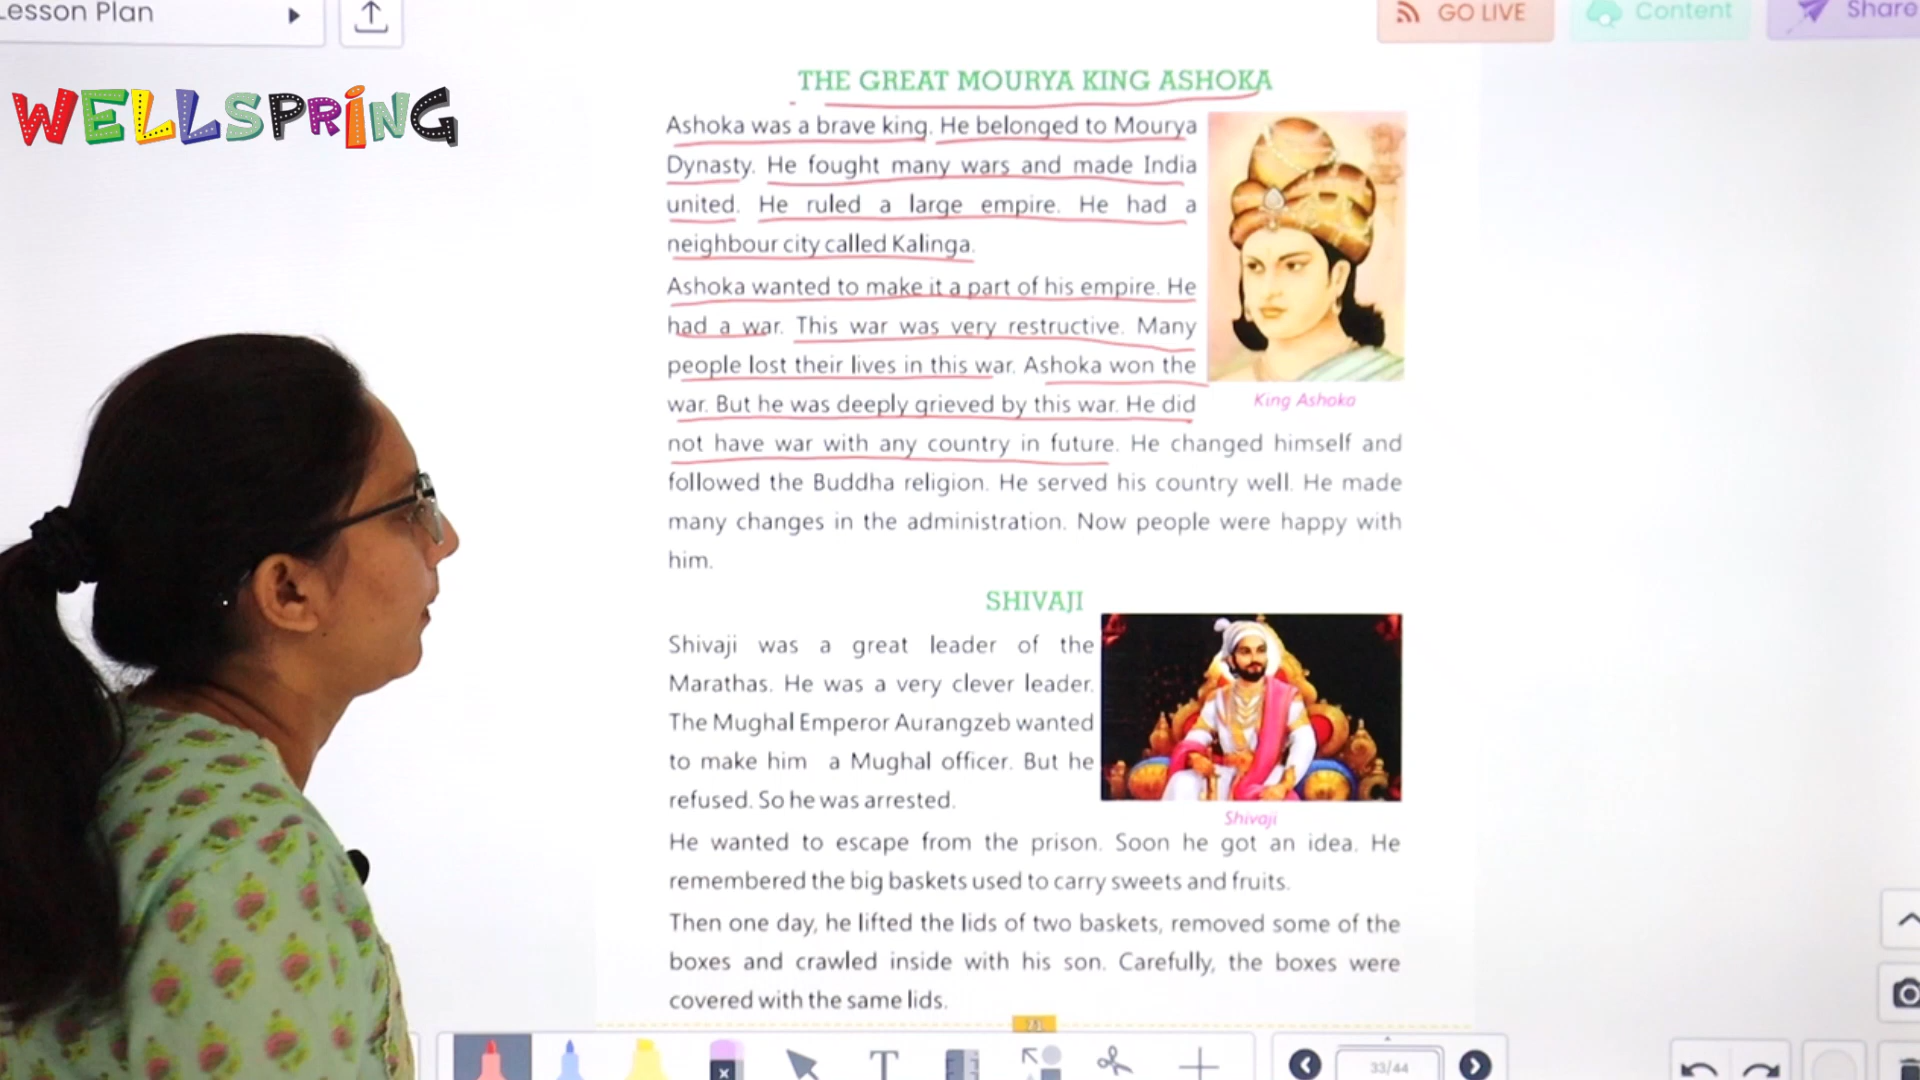 Lesson Plan
GO LIVE
Content
Share
WELLSPRING
THE GREAT MOURYA KING ASHOKA
Ashoka was a brave king. He belonged to Mourya
Dynasty. He fought many wars and made India
united. He ruled a large empire. He had a
neighbour city called Kalinga.
Ashoka wanted to make it a part of his empire. He
had a war. This war was very restructive. Many
people lost their lives in this war. Ashoka won the
war. But he was deeply grieved by this war. He did
King Ashoka
not have war with any country in future. He changed himself and
followed the Buddha religion. He served his country well. He made
many changes in the administration. Now people were happy with
him.
SHIVAJI
Shivaji was a great leader of the
Marathas. He was a very clever leader.
The Mughal Emperor Aurangzeb wanted
to make him a Mughal officer. But he
refused. So he was arrested.
Shivaji
He wanted to escape from the prison. Soon he got an idea. He
remembered the big baskets used to carry sweets and fruits.
Then one day, he lifted the lids of two baskets, removed some of the
boxes and crawled inside with his son. Carefully, the boxes were
covered with the same lids.
71
T
33/44